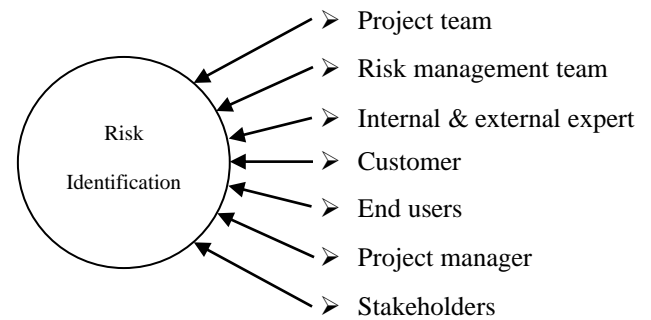 Risk
Identification
➢ Project team
➢ Risk management team
➢ Internal & external expert
➢ Customer
➢ End users
➢ Project manager
➢ Stakeholders